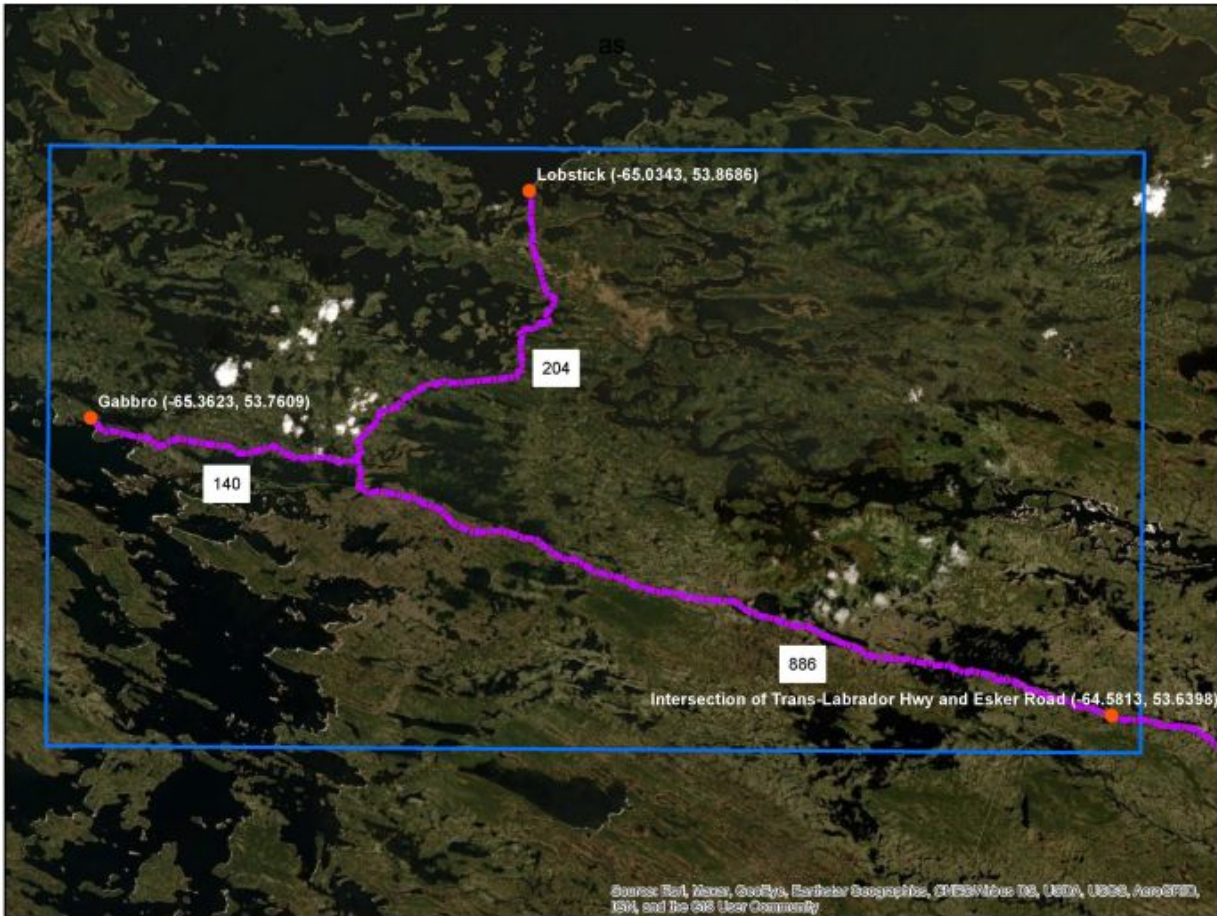 as
Lobstick (-65.0343, 53.8686)
204
Gabbro (-65.3623, 53.7609)
140
886
Intersection of Trans-Labrador Hwy and Esker Road (-64.5813, 53.6398)
Source: Esri, Maxar, GeoEye, Earthstar Geographics, CNES/Airbus DS, USDA, USGS, AeroGRID,
IGN, and the GIS User Community